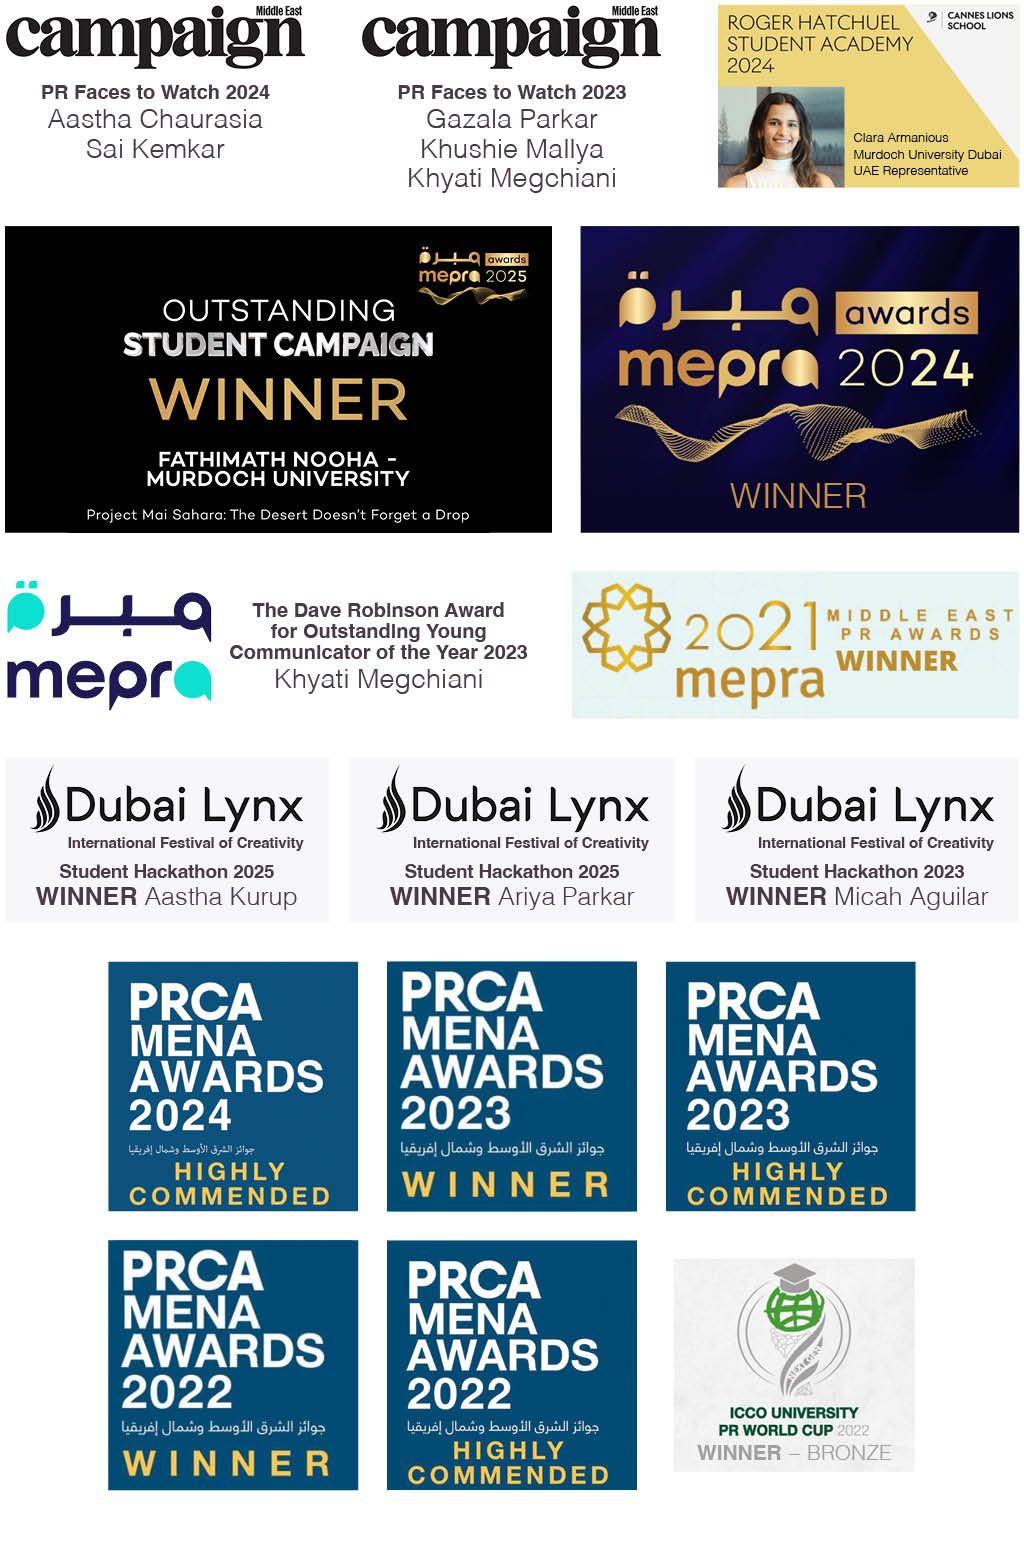 Middle East
campaign
PR Faces to Watch 2024
Aastha Chaurasia
Sai Kemkar
Middle East
campaign
PR Faces to Watch 2023
Gazala Parkar
Khushie Mallya
Khyati Megchiani
ROGER HATCHUEL
STUDENT ACADEMY
2024
CANNES LIONS
SCHOOL
Clara Armanious
Murdoch University Dubai
UAE Representative
مبرة awards
mepra 2025
OUTSTANDING
STUDENT CAMPAIGN
WINNER
FATHIMATH NOOHA -
MURDOCH UNIVERSITY
Project Mai Sahara: The Desert Doesn't Forget a Drop
مبرة awards
mepra 2024
WINNER
مبرة
mepra
The Dave Robinson Award
for Outstanding Young
Communicator of the Year 2023
Khyati Megchiani
2021
mepra
MIDDLE EAST
PR AWARDS
WINNER
Dubai Lynx
International Festival of Creativity
Student Hackathon 2025
WINNER Aastha Kurup
Dubai Lynx
International Festival of Creativity
Student Hackathon 2025
WINNER Ariya Parkar
Dubai Lynx
International Festival of Creativity
Student Hackathon 2023
WINNER Micah Aguilar
PRCA
MENA
AWARDS
2024
جوائز الشرق الأوسط وشمال إفريقيا
HIGHLY
COMMENDED
PRCA
MENA
AWARDS
2023
جوائز الشرق الأوسط وشمال إفريقيا
WINNER
PRCA
MENA
AWARDS
2023
جوائز الشرق الأوسط وشمال إفريقيا
HIGHLY
COMMENDED
PRCA
MENA
AWARDS
2022
جوائز الشرق الأوسط وشمال إفريقيا
WINNER
PRCA
MENA
AWARDS
2022
جوائز الشرق الأوسط وشمال إفريقيا
HIGHLY
COMMENDED
NEXT GEN
ICCO UNIVERSITY
PR WORLD CUP 2022
WINNER – BRONZE